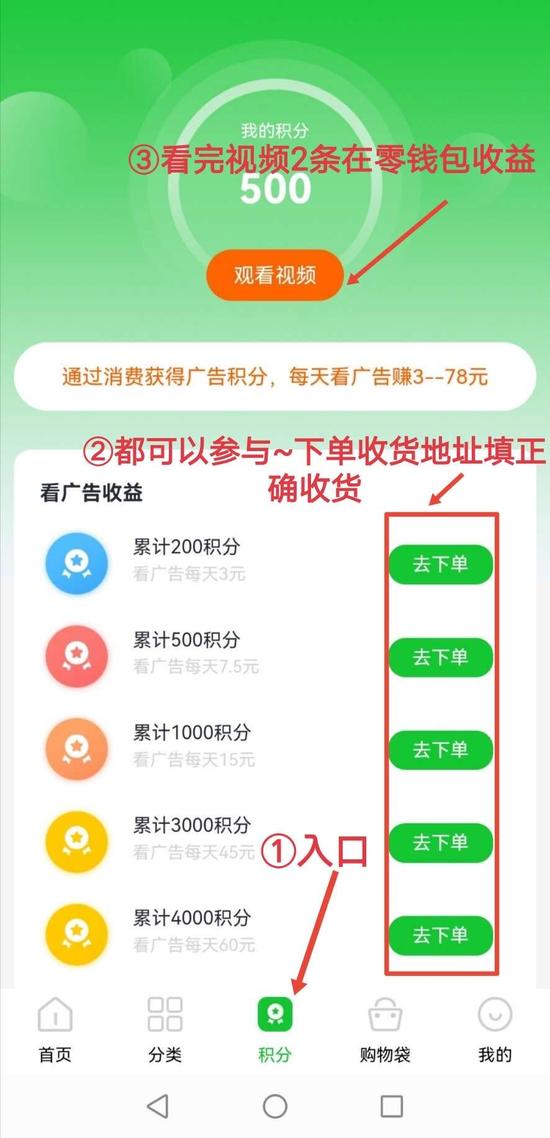 我的积分
③看完视频2条在零钱包收益
500
观看视频
通过消费获得广告积分，每天看广告赚3--78元
②都可以参与~下单收货地址填正
确收货
看广告收益
累计200积分
看广告每天3元
去下单
累计500积分
看广告每天7.5元
去下单
累计1000积分
看广告每天15元
去下单
累计3000积分
看广告每天45元
去下单
①入口
累计4000积分
看广告每天60元
去下单
首页
分类
积分
购物袋
我的